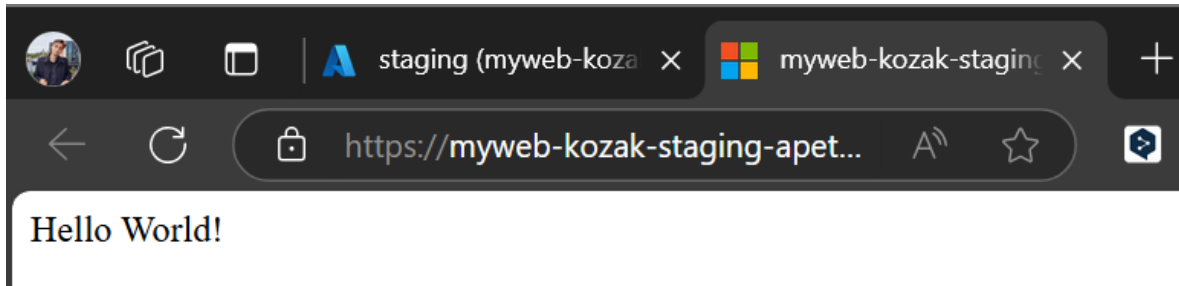 staging (myweb-koza
myweb-kozak-staging
https://myweb-kozak-staging-apet...
Hello World!